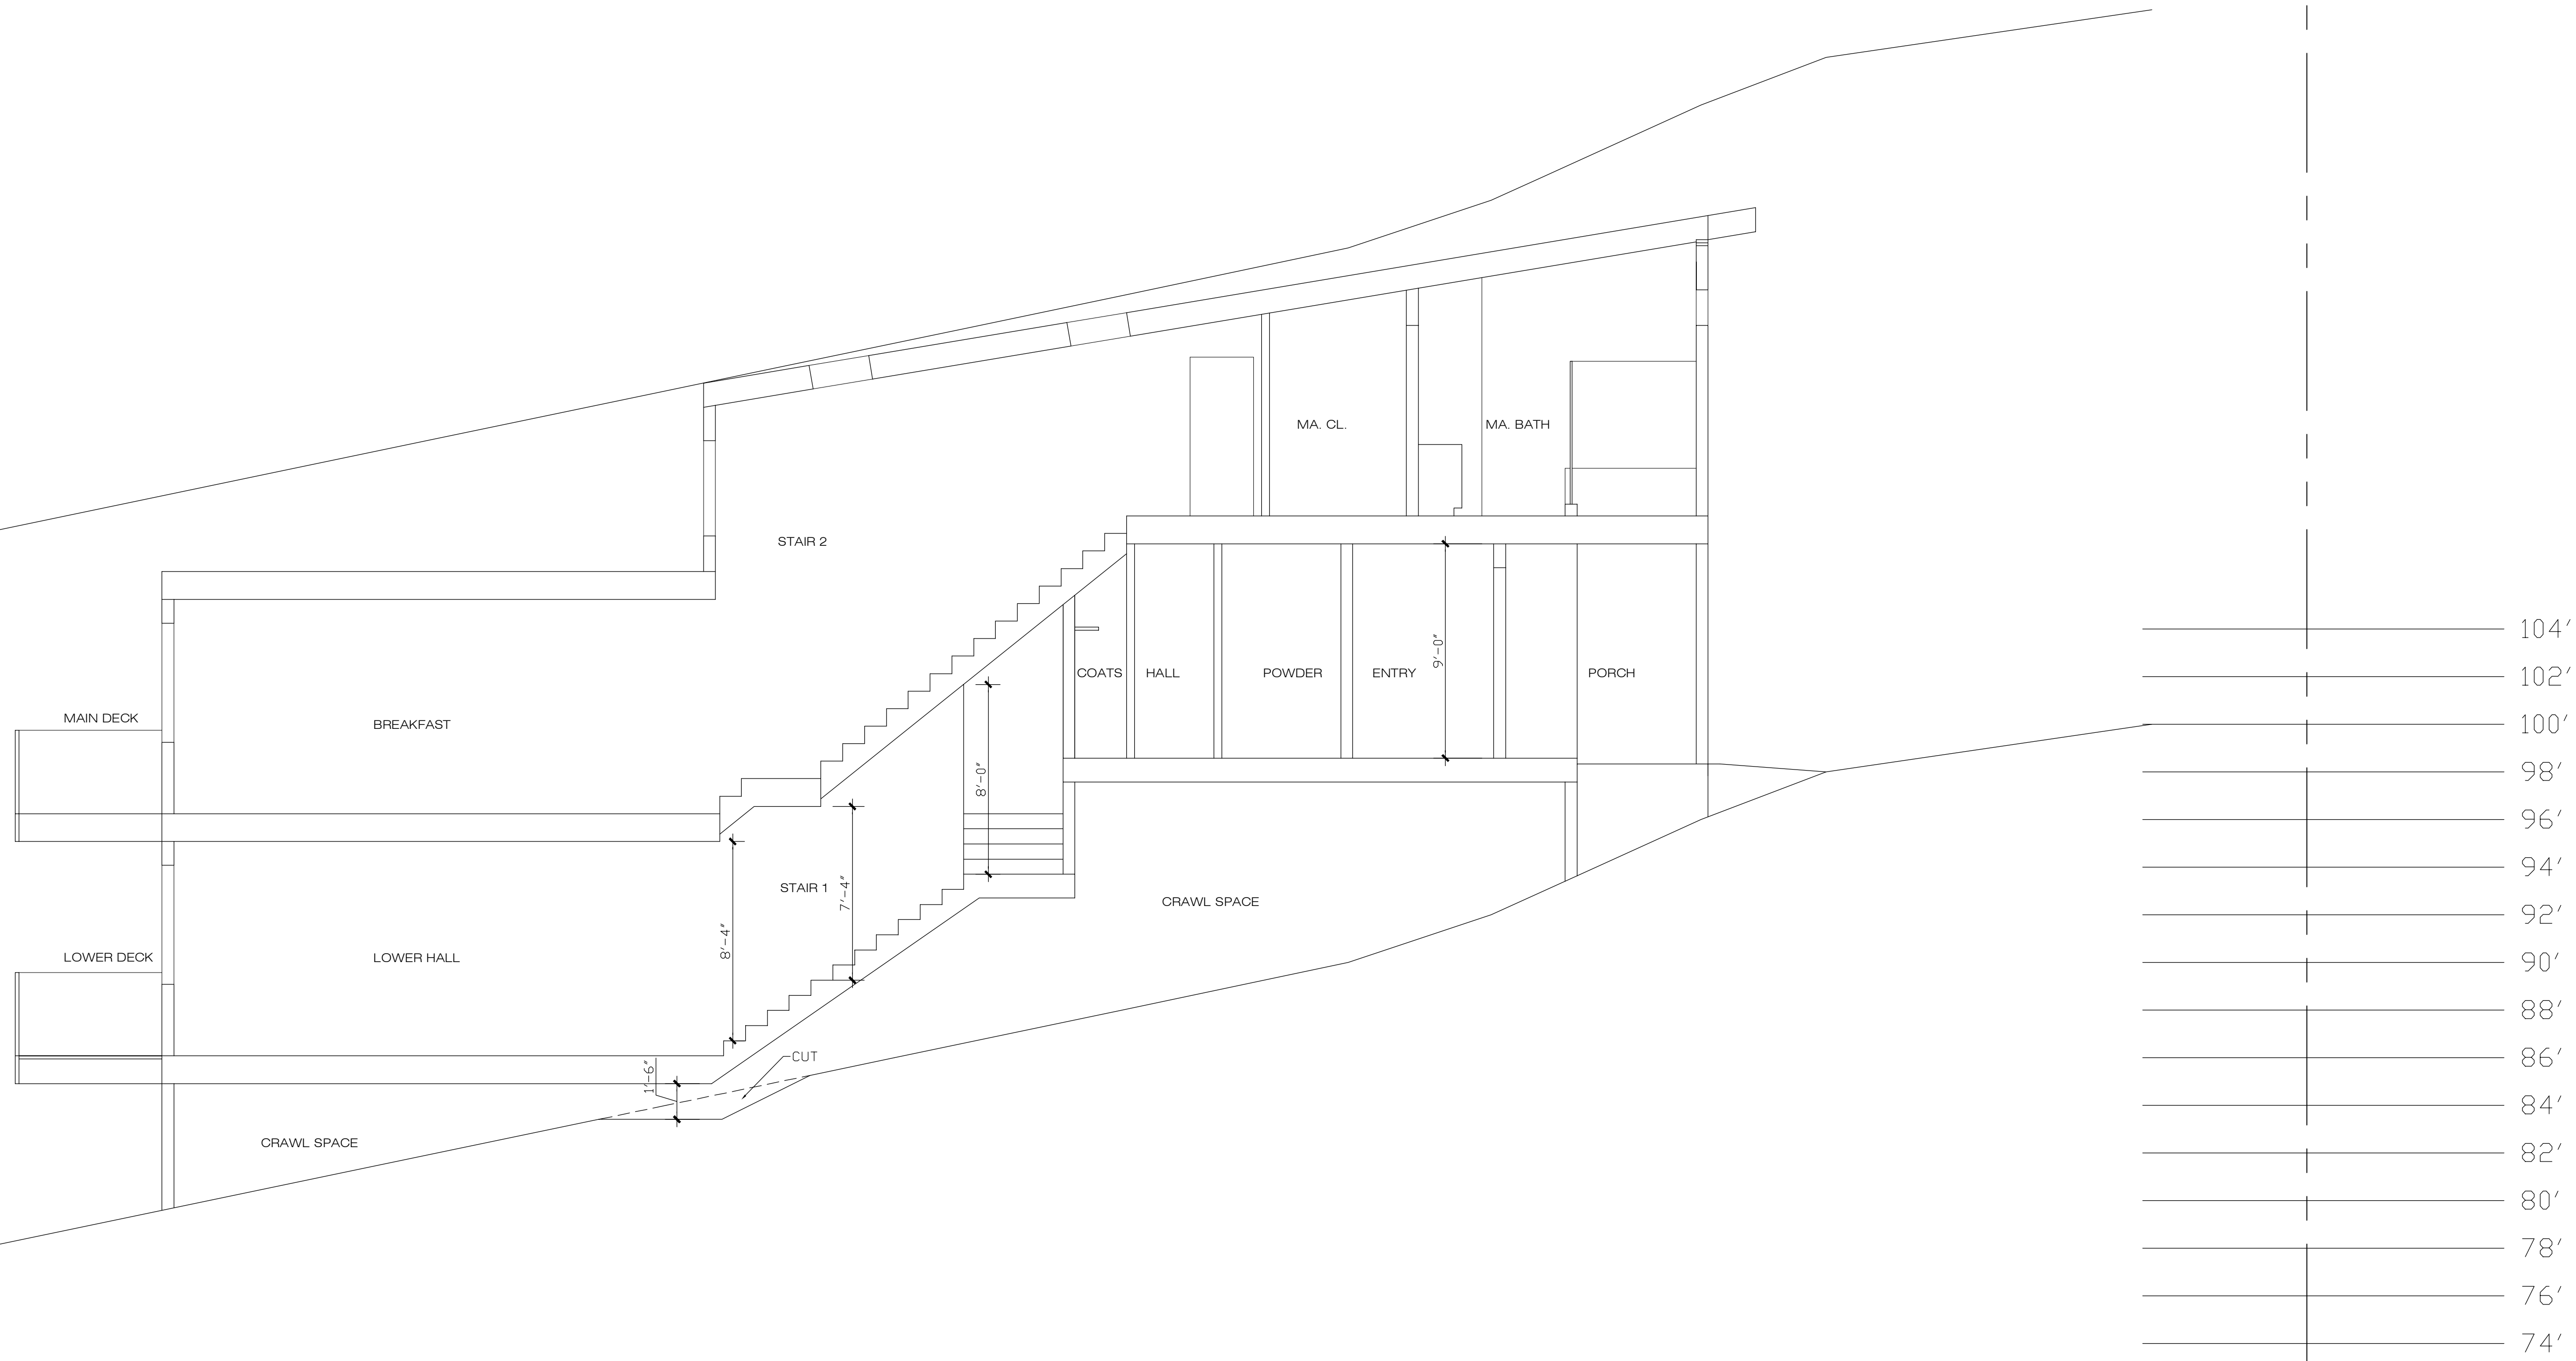 MA. CL.
MA. BATH
STAIR 2
104'
9'-0"
COATS
HALL
POWDER
ENTRY
PORCH
102'
MAIN DECK
BREAKFAST
100'
8'-0"
98'
96'
94'
STAIR 1
7'-4"
CRAWL SPACE
92'
8'-4"
LOWER DECK
LOWER HALL
90'
88'
CUT
86'
1'-6"
84'
CRAWL SPACE
82'
80'
78'
76'
74'